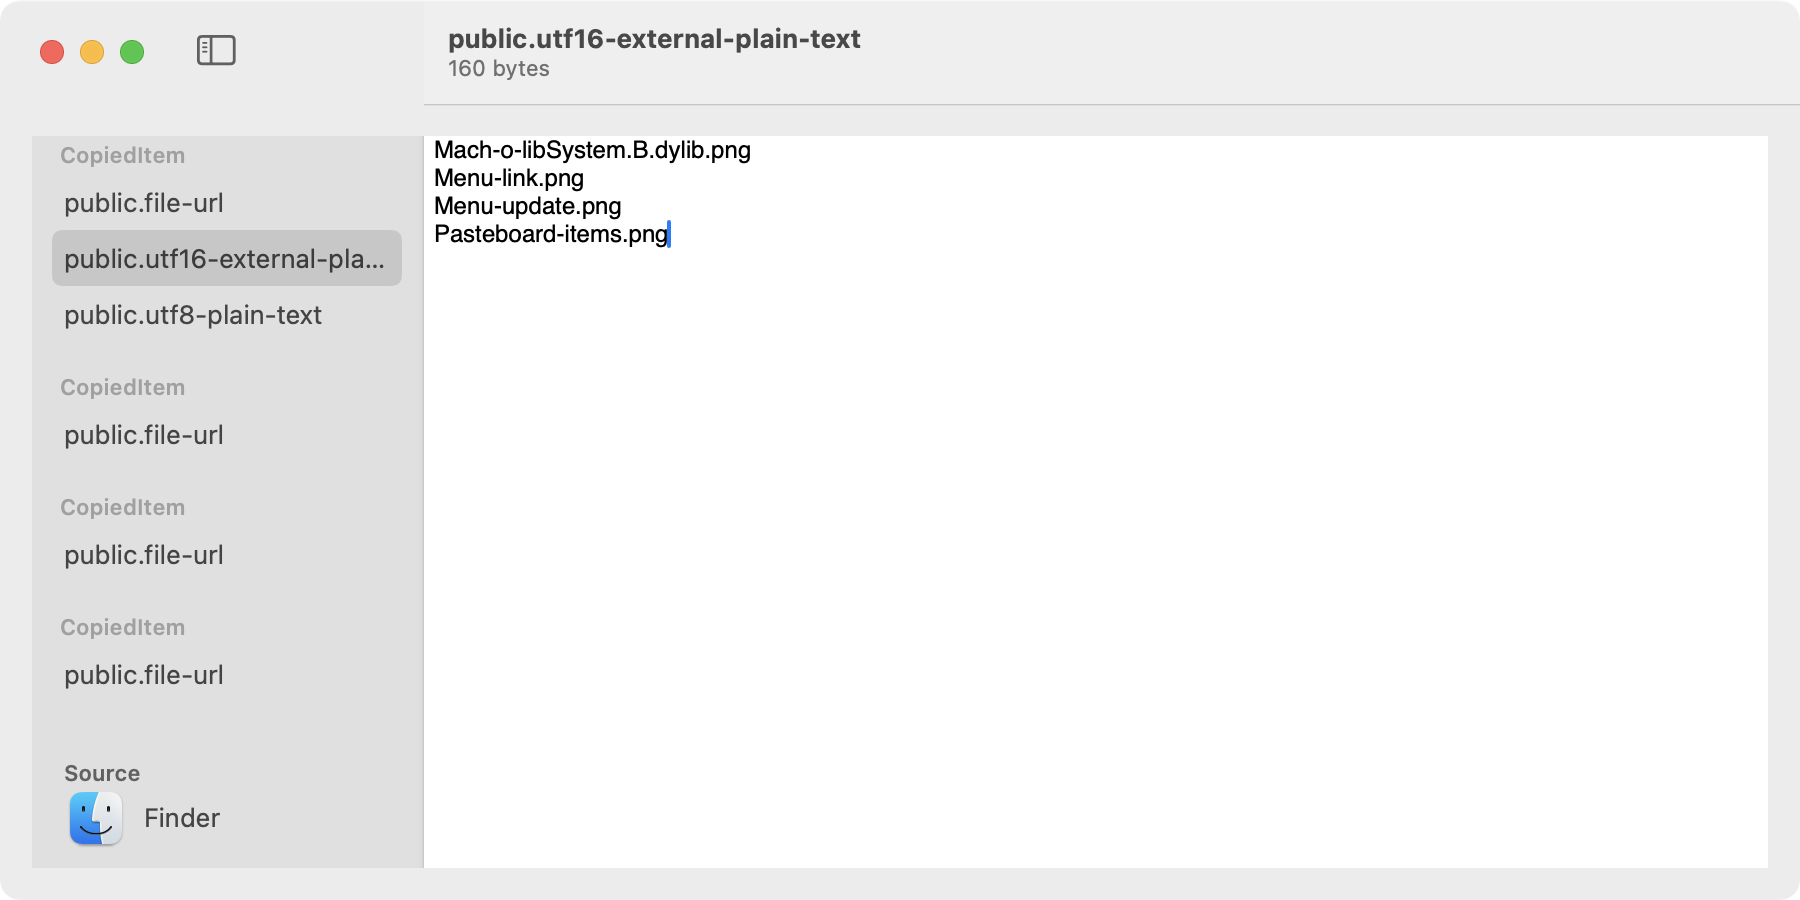 public.utf16-external-plain-text
160 bytes
CopiedItem
public.file-url
public.utf16-external-pla...
public.utf8-plain-text
CopiedItem
public.file-url
CopiedItem
public.file-url
CopiedItem
public.file-url
Source
Finder
Mach-o-libSystem.B.dylib.png
Menu-link.png
Menu-update.png
Pasteboard-items.png